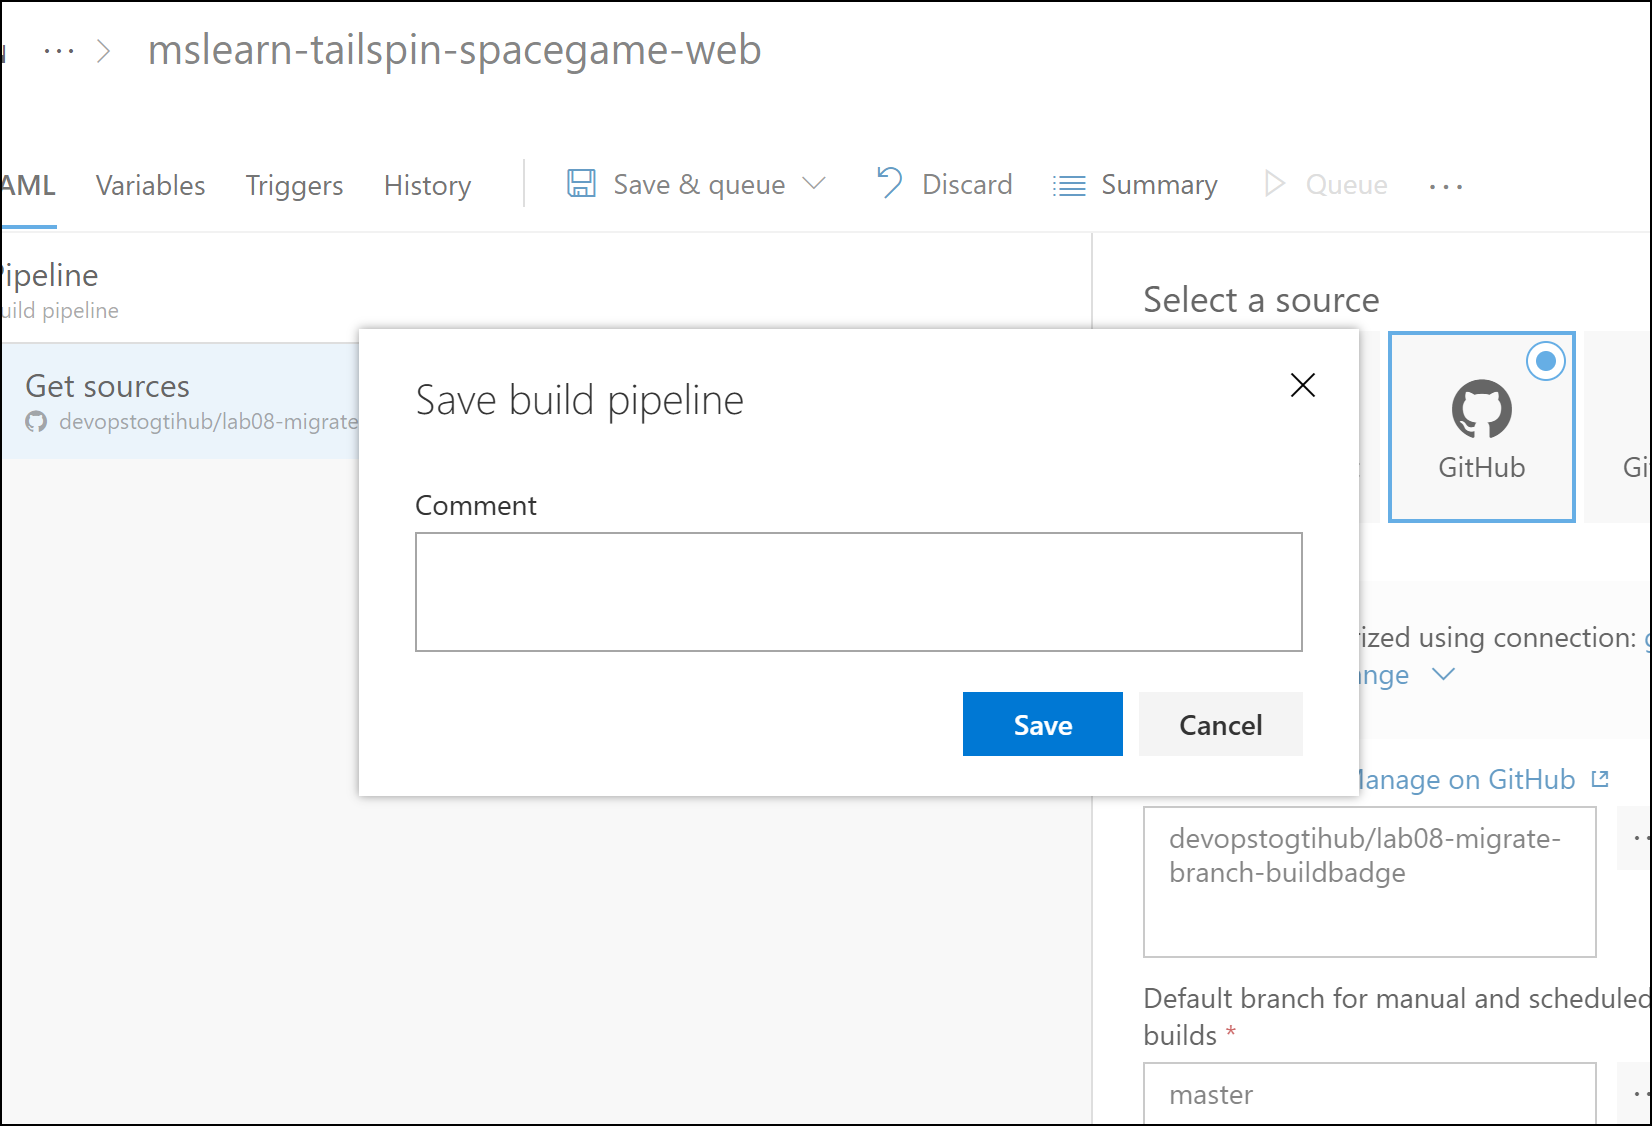 ... > mslearn-tailspin-spacegame-web
AML Variables Triggers History Save & queue Discard Summary Queue ...
ipeline
uild pipeline
Select a source
Get sources
devopstogtihub/lab08-migrate
GitHub
Gi
Save build pipeline
Comment
ized using connection:
nge
Save Cancel
Manage on GitHub
devopstogtihub/lab08-migrate-
branch-buildbadge
Default branch for manual and scheduled
builds *
master